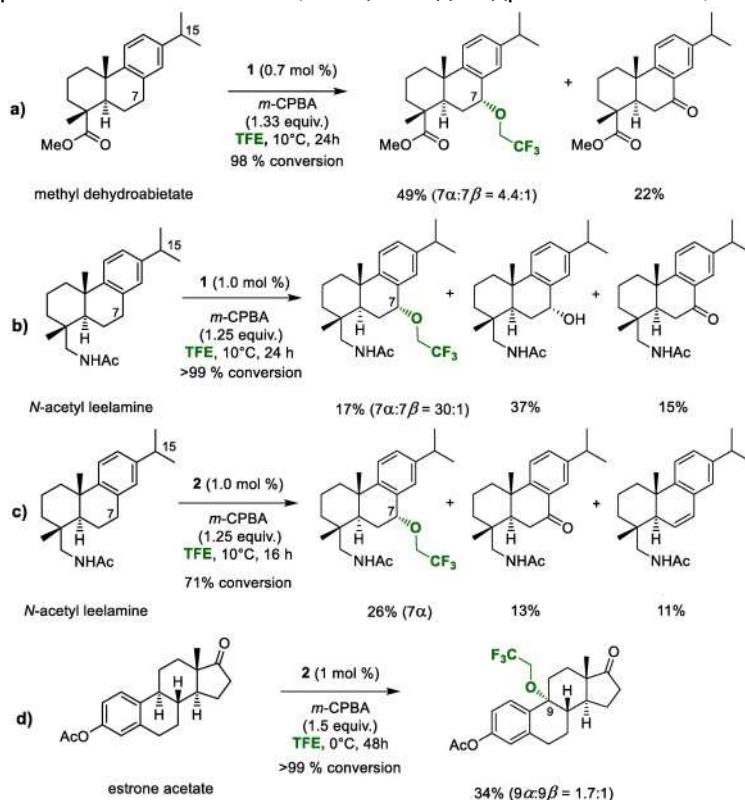 a)
15
7
H
MeO
O
methyl dehydroabietate
1 (0.7 mol %)
m-CPBA
(1.33 equiv.)
TFE, 10°C, 24h
98 % conversion
7
H
O
CF3
MeO
O
49% (7α:7β = 4.4:1)
+
H
O
MeO
O
22%
b)
15
7
H
NHAc
N-acetyl leelamine
1 (1.0 mol %)
m-CPBA
(1.25 equiv.)
TFE, 10°C, 24 h
>99 % conversion
7
H
O
CF3
NHAc
17% (7α:7β = 30:1)
+
H
OH
NHAc
37%
+
H
O
NHAc
15%
c)
15
7
H
NHAc
N-acetyl leelamine
2 (1.0 mol %)
m-CPBA
(1.25 equiv.)
TFE, 10°C, 16 h
71% conversion
7
H
O
CF3
NHAc
26% (7α)
+
H
O
NHAc
13%
+
H
NHAc
11%
d)
O
H
H
H
AcO
estrone acetate
2 (1 mol %)
m-CPBA
(1.5 equiv.)
TFE, 0°C, 48h
>99 % conversion
F3C
O
O
9
H
H
AcO
34% (9α:9β = 1.7:1)